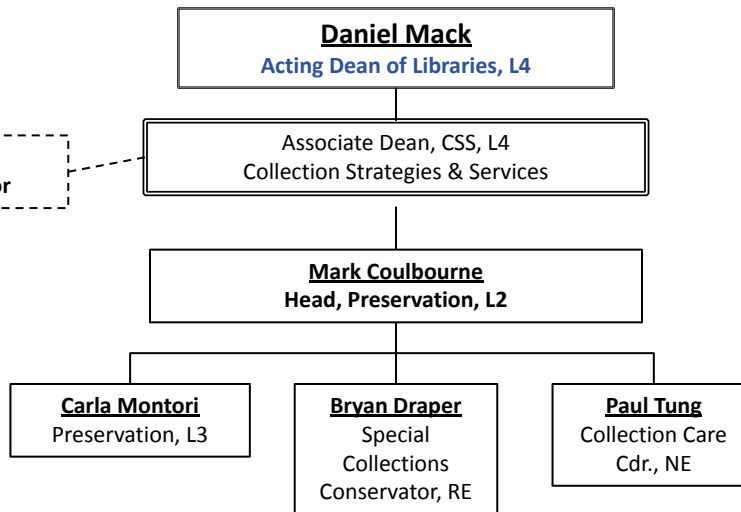 Daniel Mack
Acting Dean of Libraries, L4
Associate Dean, CSS, L4
Collection Strategies & Services
Mark Coulbourne
Head, Preservation, L2
Carla Montori
Preservation, L3
Bryan Draper
Special
Collections
Conservator, RE
Paul Tung
Collection Care
Cdr., NE